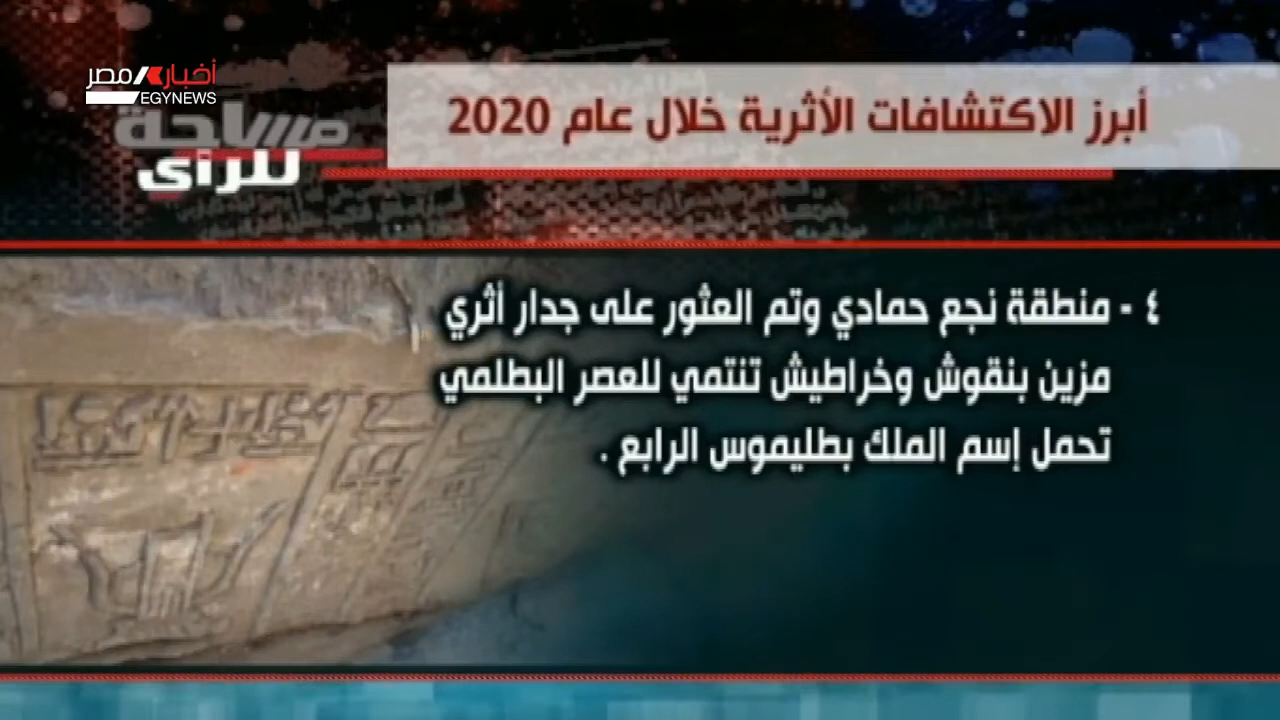 أخبار مصر
EGYNEWS
مساحة
للرأى
أبرز الاكتشافات الأثرية خلال عام 2020
٤ - منطقة نجع حمادي وتم العثور على جدار أثري
مزين بنقوش وخراطيش تنتمي للعصر البطلمي
تحمل إسم الملك بطليموس الرابع .